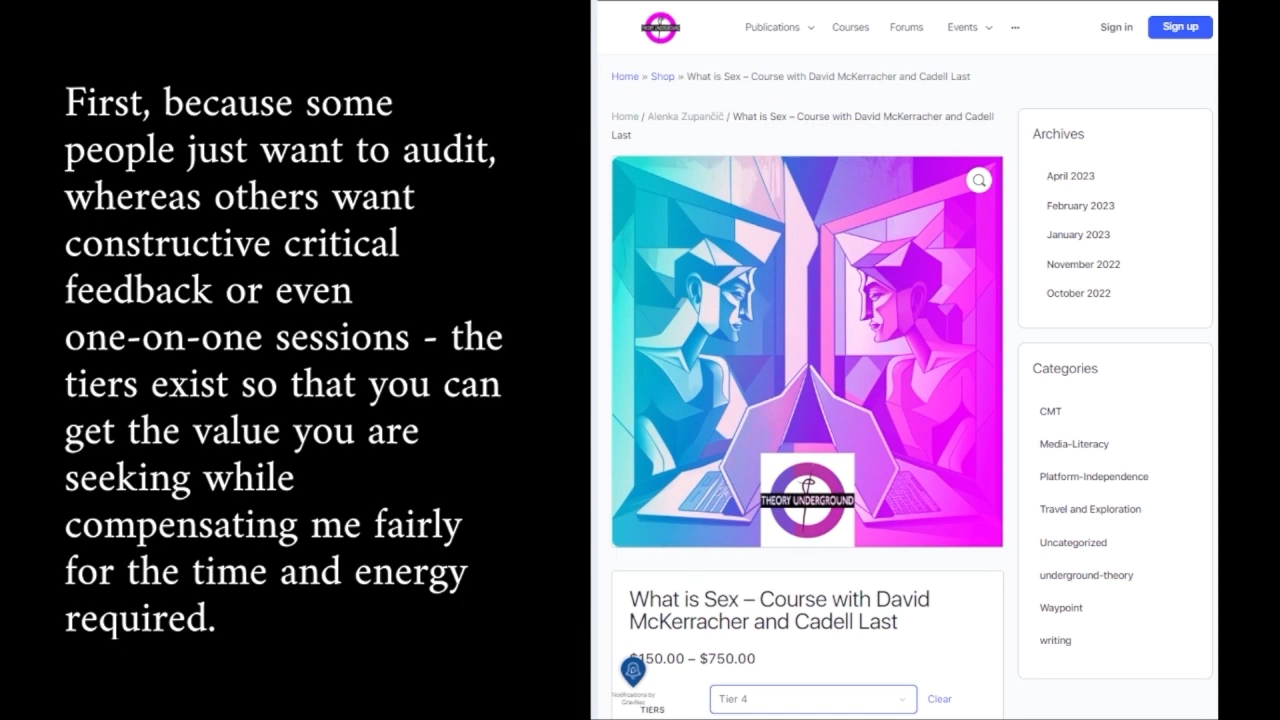 First, because some
people just want to audit,
whereas others want
constructive critical
feedback or even
one-on-one sessions - the
tiers exist so that you can
get the value you are
seeking while
compensating me fairly
for the time and energy
required.
THEORY UNDERGROUND
Publications Courses Forums Events ••• Sign in Sign up
Home » Shop » What is Sex – Course with David McKerracher and Cadell Last
Home / Alenka Zupančič / What is Sex – Course with David McKerracher and Cadell
Last
THEORY UNDERGROUND
What is Sex – Course with David
McKerracher and Cadell Last
$150.00 – $750.00
Notifications by
TIERS
Tier 4
Clear
Archives
April 2023
February 2023
January 2023
November 2022
October 2022
Categories
CMT
Media-Literacy
Platform-Independence
Travel and Exploration
Uncategorized
underground-theory
Waypoint
writing